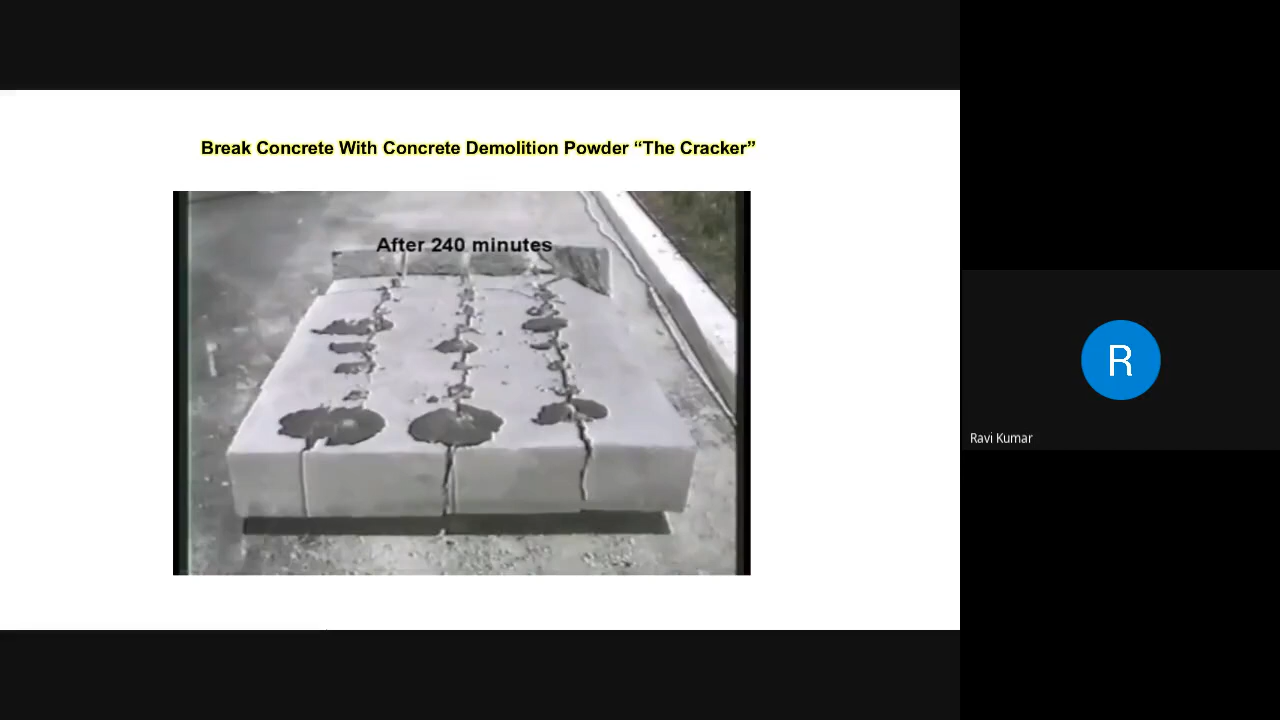 Break Concrete With Concrete Demolition Powder “The Cracker”
After 240 minutes
R
Ravi Kumar